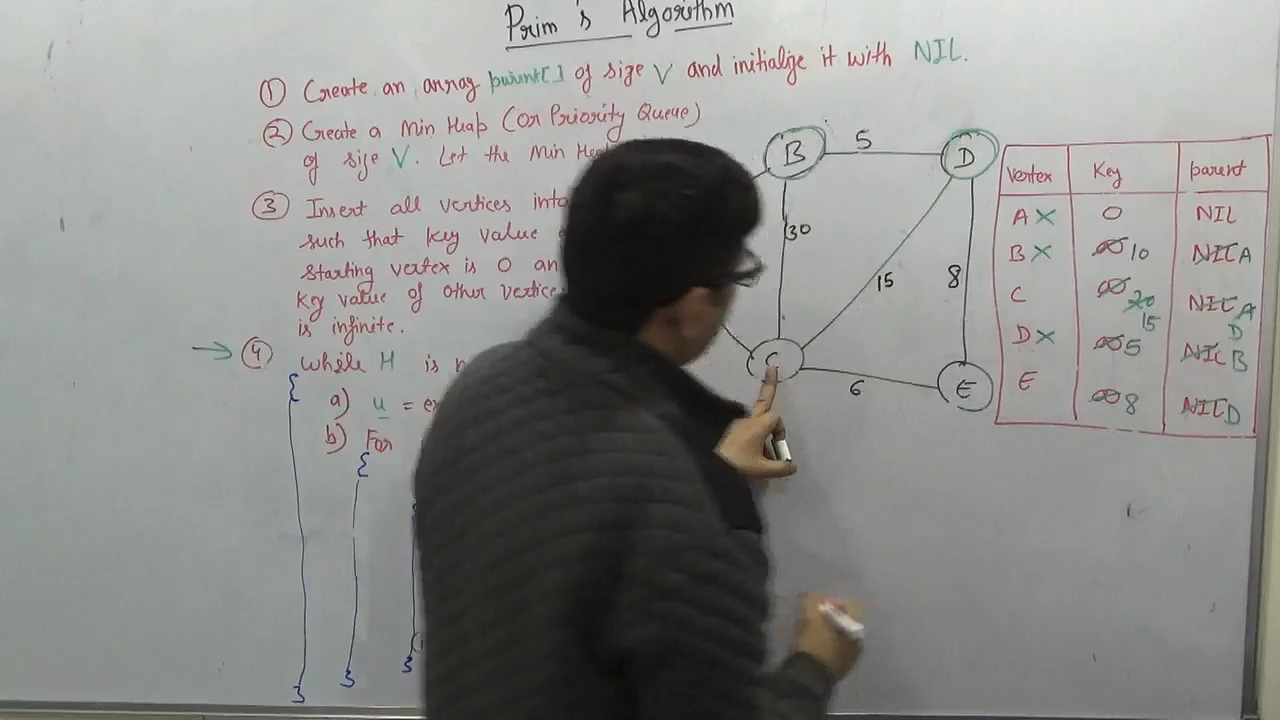 Prim's Algorithm
① Create an array parent[] of size V and initialize it with NIL.
② Create a Min Heap (or Priority Queue)
of size V. Let the Min Hea
③ Insert all vertices into
such that key value
starting vertex is 0 an
Key value of other vertice
is infinite.
→ ④ while H is
{
a) u = ex
b) For
{
}
}
}
B
5
D
30
15
8
C
6
E
Vertex Key parent
A X 0 NIL
B X ∞ 10 NIL A
C ∞ 20 15 NIL A D
D X ∞ 5 NIL B
E ∞ 8 NIL D